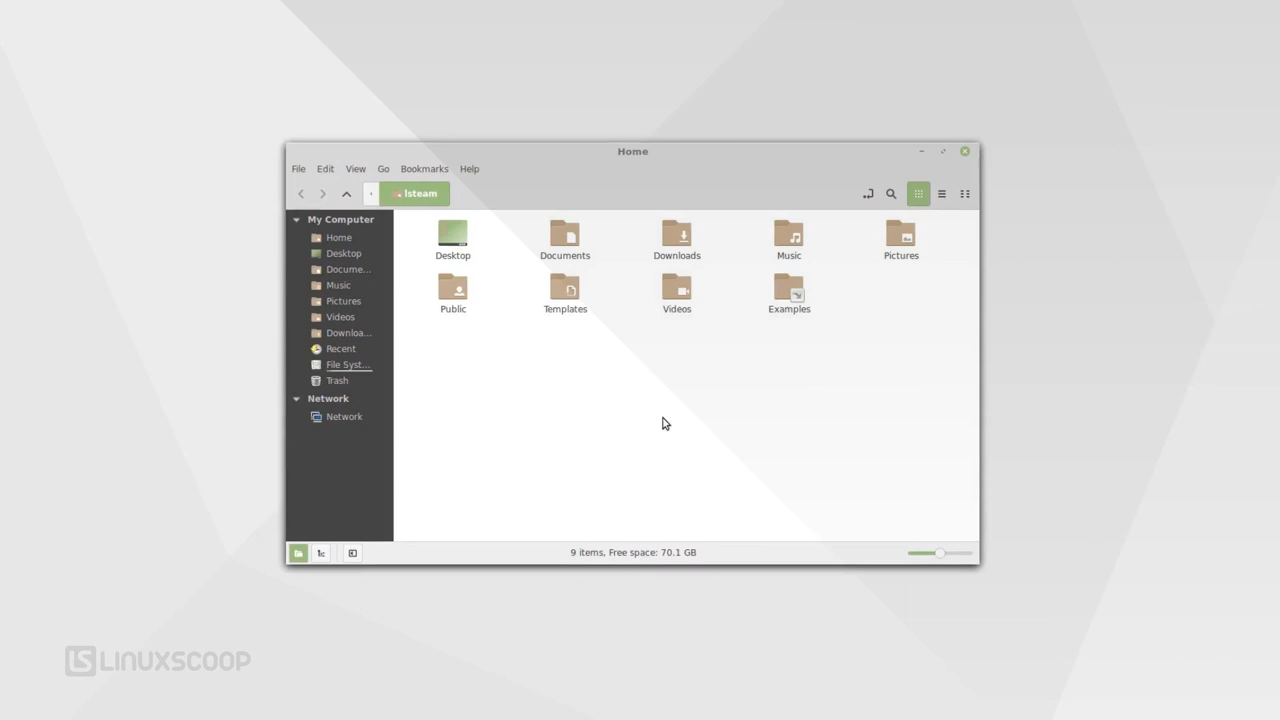 Home
File Edit View Go Bookmarks Help
lsteam
My Computer
Home
Desktop
Docume...
Music
Pictures
Videos
Downloa...
Recent
File Syst...
Trash
Network
Network
Desktop Documents Downloads Music Pictures
Public Templates Videos Examples
9 items, Free space: 70.1 GB
LS LINUXSCOOP